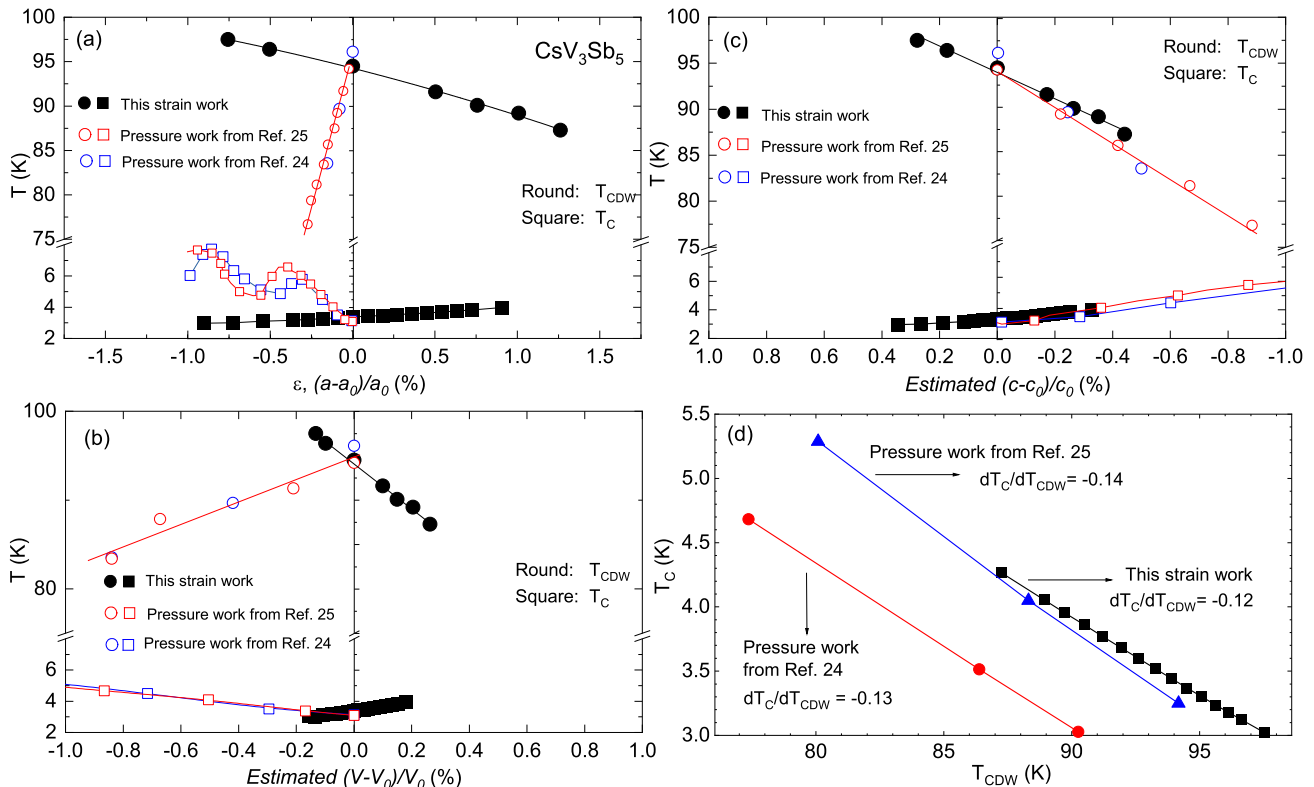 (a)
CsV3Sb5
This strain work
Pressure work from Ref. 25
Pressure work from Ref. 24
Round: TCDW
Square: TC
T (K)
100
95
90
85
80
75
6
4
2
-1.5
-1.0
-0.5
0.0
0.5
1.0
1.5
ε, (a-a0)/a0 (%)
(c)
Round: TCDW
Square: TC
This strain work
Pressure work from Ref. 25
Pressure work from Ref. 24
T (K)
100
95
90
85
80
75
6
4
2
1.0
0.8
0.6
0.4
0.2
0.0
-0.2
-0.4
-0.6
-0.8
-1.0
Estimated (c-c0)/c0 (%)
(b)
This strain work
Pressure work from Ref. 25
Pressure work from Ref. 24
Round: TCDW
Square: TC
T (K)
100
80
6
4
2
-1.0
-0.8
-0.6
-0.4
-0.2
0.0
0.2
0.4
0.6
0.8
1.0
Estimated (V-V0)/V0 (%)
(d)
Pressure work from Ref. 25
dTC/dTCDW= -0.14
This strain work
dTC/dTCDW= -0.12
Pressure work
from Ref. 24
dTC/dTCDW= -0.13
TC (K)
5.5
5.0
4.5
4.0
3.5
3.0
80
85
90
95
TCDW (K)